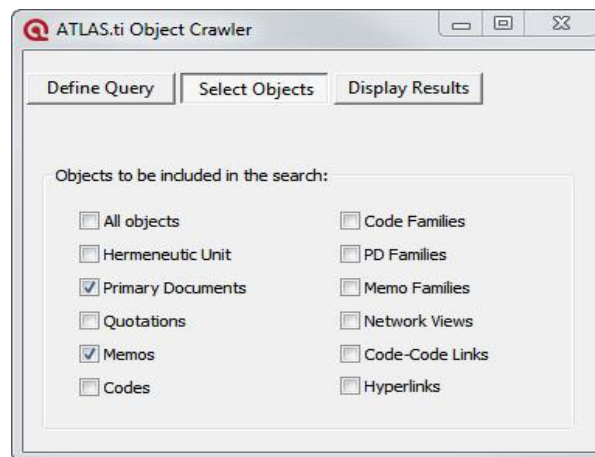 ATLAS.ti Object Crawler
Define Query Select Objects Display Results
Objects to be included in the search:
All objects
Hermeneutic Unit
Primary Documents
Quotations
Memos
Codes
Code Families
PD Families
Memo Families
Network Views
Code-Code Links
Hyperlinks